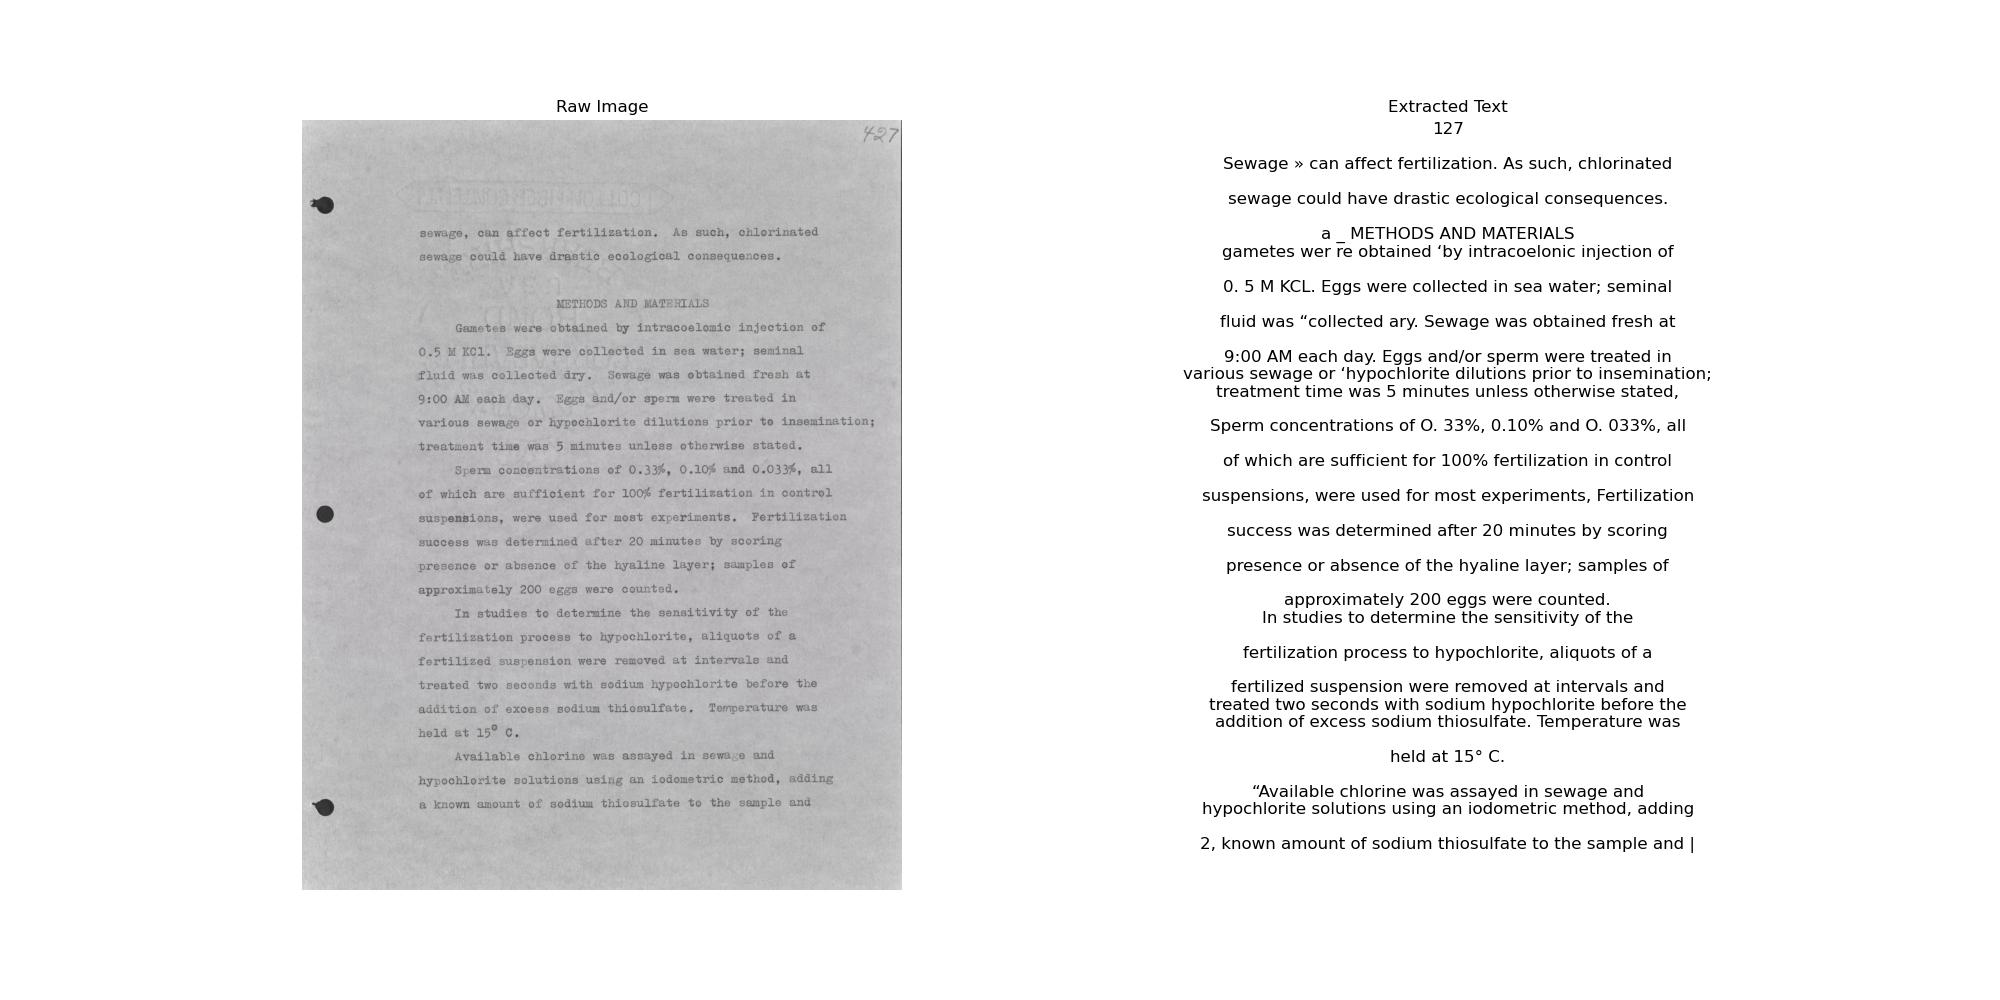 Raw Image
427
sewage, can affect fertilization. As such, chlorinated
sewage could have drastic ecological consequences.
METHODS AND MATERIALS
Gametes were obtained by intracoelomic injection of
0.5 M KCl. Eggs were collected in sea water; seminal
fluid was collected dry. Sewage was obtained fresh at
9:00 AM each day. Eggs and/or sperm were treated in
various sewage or hypochlorite dilutions prior to insemination;
treatment time was 5 minutes unless otherwise stated.
Sperm concentrations of 0.33%, 0.10% and 0.033%, all
of which are sufficient for 100% fertilization in control
suspensions, were used for most experiments. Fertilization
success was determined after 20 minutes by scoring
presence or absence of the hyaline layer; samples of
approximately 200 eggs were counted.
In studies to determine the sensitivity of the
fertilization process to hypochlorite, aliquots of a
fertilized suspension were removed at intervals and
treated two seconds with sodium hypochlorite before the
addition of excess sodium thiosulfate. Temperature was
held at 15° C.
Available chlorine was assayed in sewage and
hypochlorite solutions using an iodometric method, adding
a known amount of sodium thiosulfate to the sample and
Extracted Text
127
Sewage » can affect fertilization. As such, chlorinated
sewage could have drastic ecological consequences.
a _ METHODS AND MATERIALS
gametes wer re obtained ‘by intracoelonic injection of
0. 5 M KCL. Eggs were collected in sea water; seminal
fluid was “collected ary. Sewage was obtained fresh at
9:00 AM each day. Eggs and/or sperm were treated in
various sewage or ‘hypochlorite dilutions prior to insemination;
treatment time was 5 minutes unless otherwise stated,
Sperm concentrations of O. 33%, 0.10% and O. 033%, all
of which are sufficient for 100% fertilization in control
suspensions, were used for most experiments, Fertilization
success was determined after 20 minutes by scoring
presence or absence of the hyaline layer; samples of
approximately 200 eggs were counted.
In studies to determine the sensitivity of the
fertilization process to hypochlorite, aliquots of a
fertilized suspension were removed at intervals and
treated two seconds with sodium hypochlorite before the
addition of excess sodium thiosulfate. Temperature was
held at 15° C.
“Available chlorine was assayed in sewage and
hypochlorite solutions using an iodometric method, adding
2, known amount of sodium thiosulfate to the sample and |